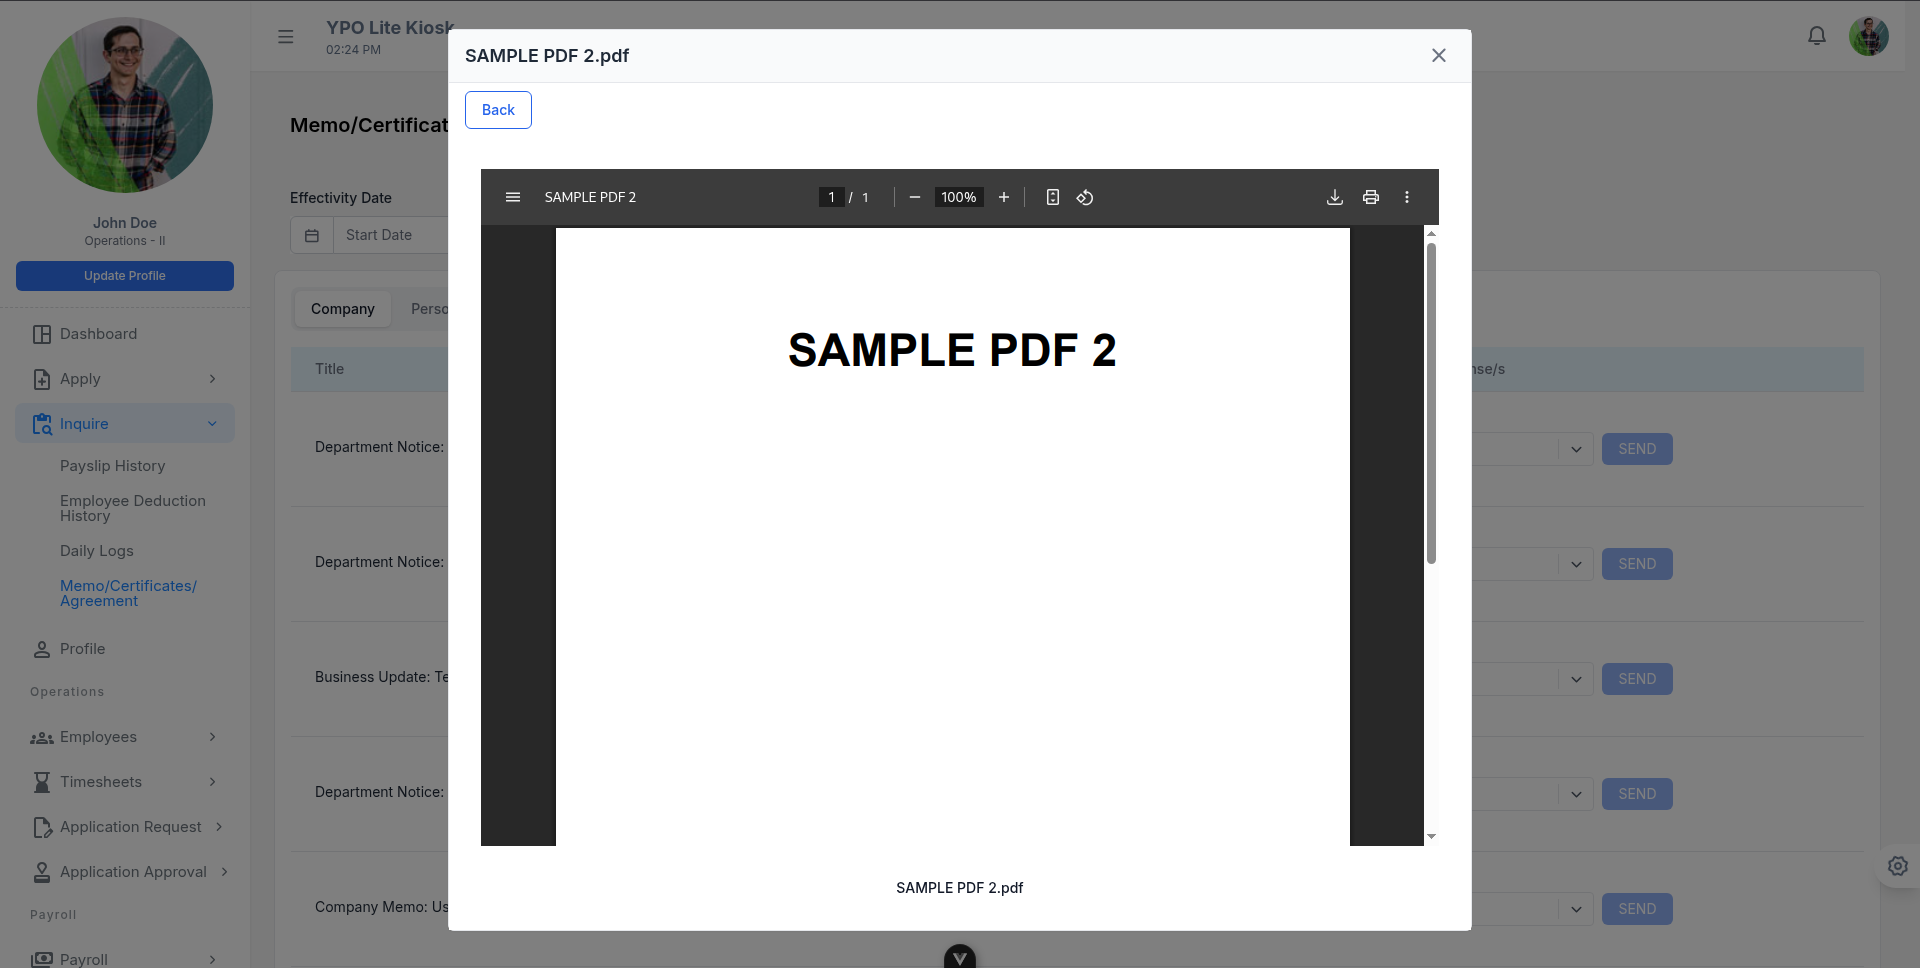 YPO Lite Kiosk
02:24 PM
John Doe
Operations - II
Update Profile
Dashboard
Apply
Inquire
Payslip History
Employee Deduction
History
Daily Logs
Memo/Certificates/
Agreement
Profile
Operations
Employees
Timesheets
Application Request
Application Approval
Payroll
Payroll
Memo/Certificat
Effectivity Date
Start Date
Company
Perso
Title
nse/s
Department Notice:
SEND
Department Notice:
SEND
Business Update: Te
SEND
Department Notice:
SEND
Company Memo: Us
SEND
SAMPLE PDF 2.pdf
Back
SAMPLE PDF 2
1 / 1
100%
SAMPLE PDF 2
SAMPLE PDF 2.pdf